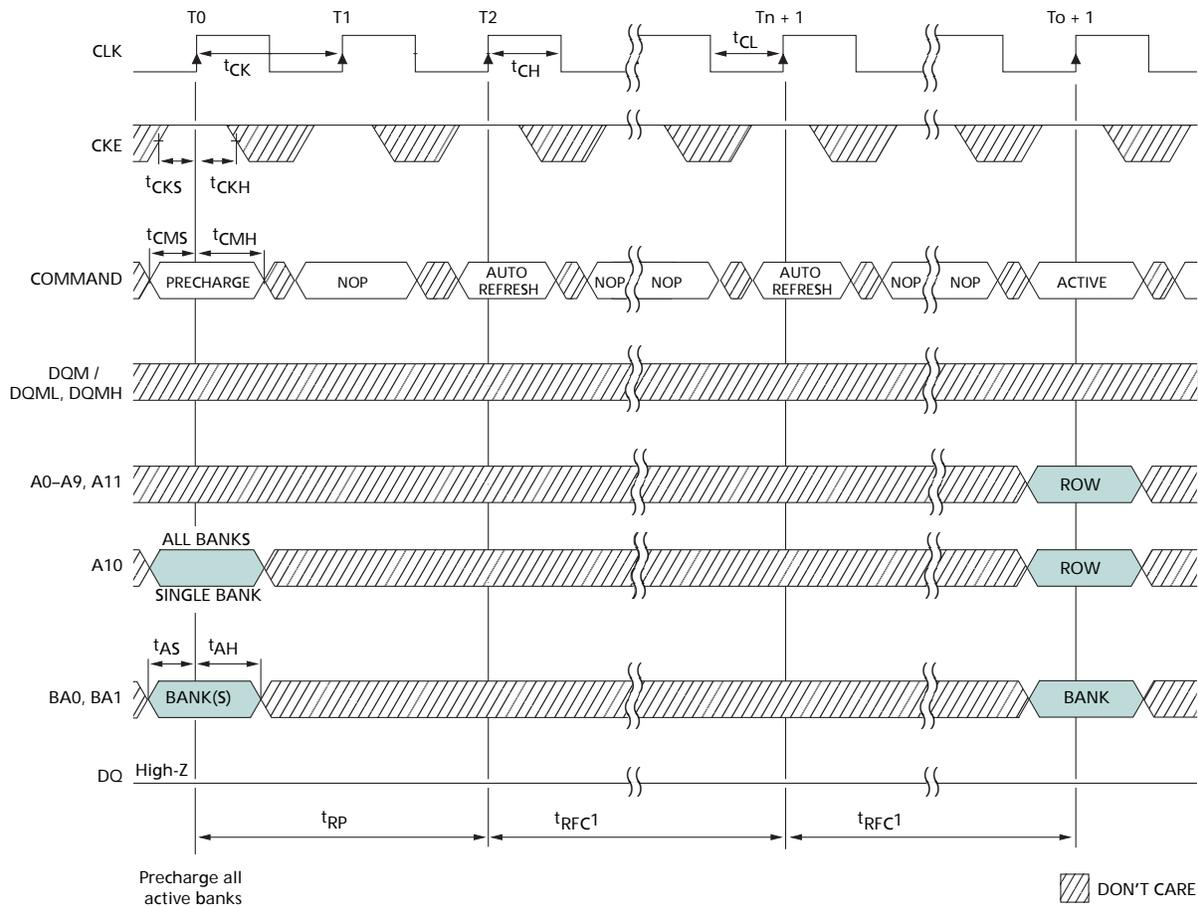 T0 T1 T2 Tn + 1 To + 1
CLK
tCK tCH tCL
CKE
tCKS tCKH
tCMS tCMH
COMMAND PRECHARGE NOP AUTO REFRESH NOP NOP AUTO REFRESH NOP NOP ACTIVE
DQM /
DQML, DQMH
A0–A9, A11 ROW
ALL BANKS
A10 ROW
SINGLE BANK
tAS tAH
BA0, BA1 BANK(S) BANK
DQ High-Z
tRP tRFC1 tRFC1
Precharge all
active banks
DON'T CARE